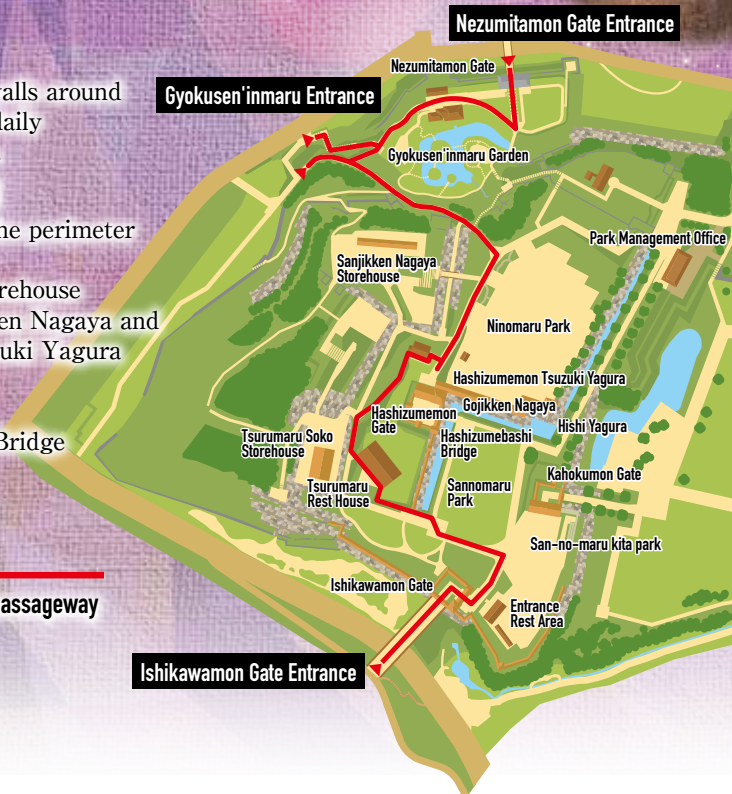 Nezumitamon Gate Entrance
Nezumitamon Gate
walls around
daily
Gyokusen'inmaru Entrance
Gyokusen'inmaru Garden
he perimeter
Park Management Office
Sanjikken Nagaya
Storehouse
rehouse
en Nagaya and
uki Yagura
Ninomaru Park
Hashizumemon Tsuzuki Yagura
Gojikken Nagaya
Hashizumemon
Gate
Hishi Yagura
Bridge
Tsurumaru Soko
Storehouse
Hashizumebashi
Bridge
Kahokumon Gate
Tsurumaru
Rest House
Sannomaru
Park
San-no-maru kita park
assageway
Ishikawamon Gate
Entrance
Rest Area
Ishikawamon Gate Entrance